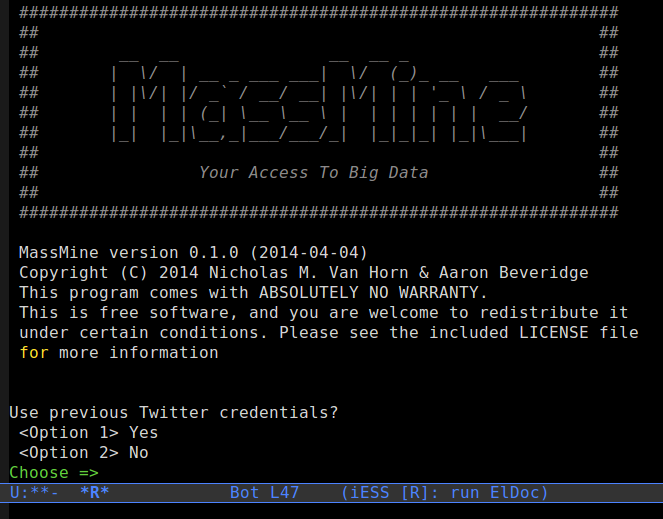 ############################################################
##                                                        ##
##                                                        ##
##        __  __               __  __ _                   ##
##       |  \/  | __ _ ___ ___|  \/  (_)_ __   ___        ##
##       | |\/| |/ _` / __/ __| |\/| | | '_ \ / _ \       ##
##       | |  | | (_| \__ \__ \ |  | | | | | |  __/       ##
##       |_|  |_|\__,_|___/___/_|  |_|_|_| |_|\___|       ##
##                                                        ##
##                Your Access To Big Data                 ##
##                                                        ##
############################################################
MassMine version 0.1.0 (2014-04-04)
Copyright (C) 2014 Nicholas M. Van Horn & Aaron Beveridge
This program comes with ABSOLUTELY NO WARRANTY.
This is free software, and you are welcome to redistribute it
under certain conditions. Please see the included LICENSE file
for more information
Use previous Twitter credentials?
<Option 1> Yes
<Option 2> No
Choose =>
U:**-  *R*            Bot L47    (iESS [R]: run ElDoc)